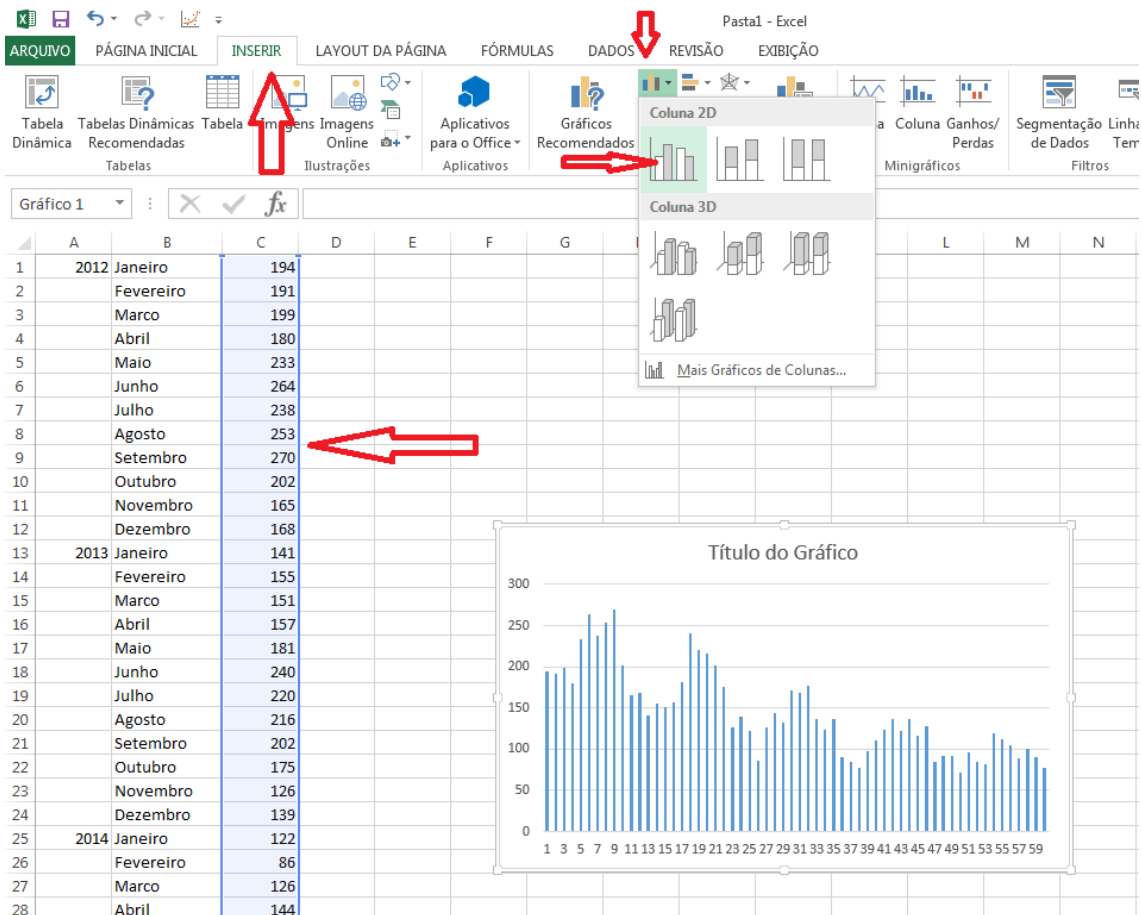 Pasta1 - Excel
ARQUIVO PÁGINA INICIAL INSERIR LAYOUT DA PÁGINA FÓRMULAS DADOS REVISÃO EXIBIÇÃO
Tabela Dinâmica
Tabelas Dinâmicas Recomendadas
Tabela
Imagens
Imagens Online
Aplicativos para o Office
Gráficos Recomendados
Coluna
Ganhos/ Perdas
Segmentação de Dados
Tabelas
Ilustrações
Aplicativos
Minigráficos
Filtros
Coluna 2D
Coluna 3D
Mais Gráficos de Colunas...
Gráfico 1
fx
A B C D E F G L M N
1 2012 Janeiro 194
2 Fevereiro 191
3 Marco 199
4 Abril 180
5 Maio 233
6 Junho 264
7 Julho 238
8 Agosto 253
9 Setembro 270
10 Outubro 202
11 Novembro 165
12 Dezembro 168
13 2013 Janeiro 141
14 Fevereiro 155
15 Marco 151
16 Abril 157
17 Maio 181
18 Junho 240
19 Julho 220
20 Agosto 216
21 Setembro 202
22 Outubro 175
23 Novembro 126
24 Dezembro 139
25 2014 Janeiro 122
26 Fevereiro 86
27 Marco 126
28 Abril 144
Título do Gráfico
300
250
200
150
100
50
0
1 3 5 7 9 11 13 15 17 19 21 23 25 27 29 31 33 35 37 39 41 43 45 47 49 51 53 55 57 59